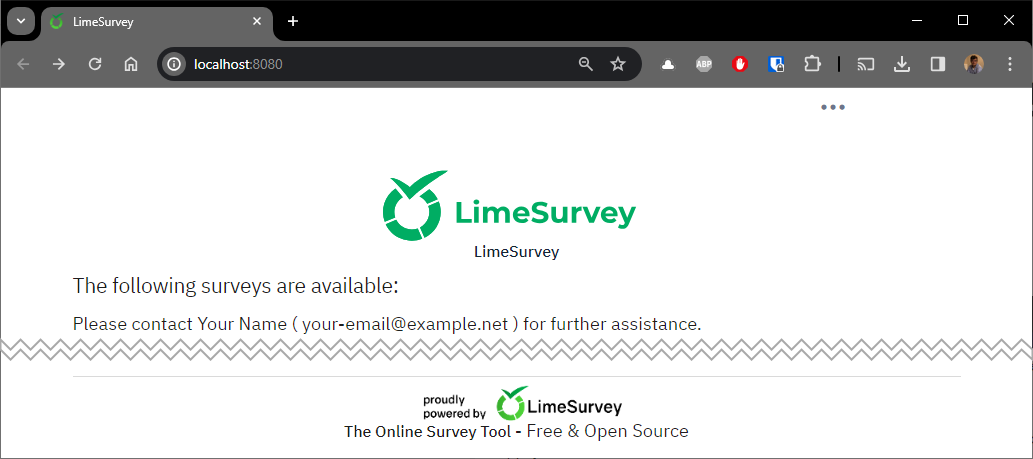 LimeSurvey
localhost:8080
ABP
LimeSurvey
LimeSurvey
The following surveys are available:
Please contact Your Name ( your-email@example.net ) for further assistance.
proudly
powered by LimeSurvey
The Online Survey Tool - Free & Open Source